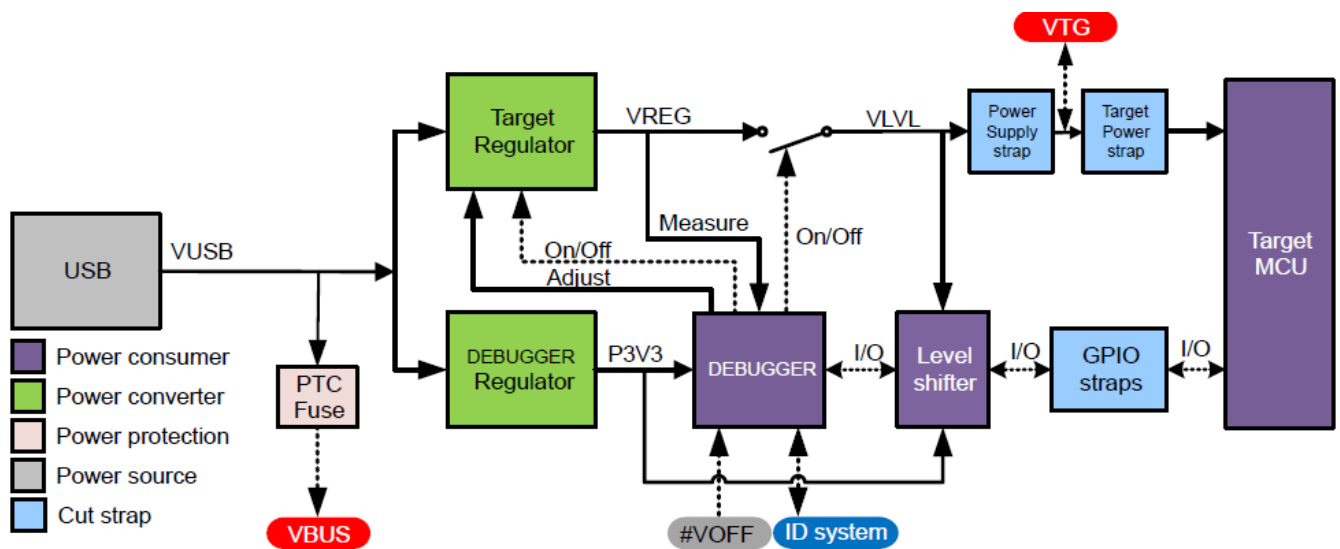 VTG
Target
Regulator
VREG
VLVL
Power
Supply
strap
Target
Power
strap
Measure
On/Off
On/Off
Adjust
USB
VUSB
Target
MCU
DEBUGGER
Regulator
P3V3
DEBUGGER
I/O
Level
shifter
I/O
GPIO
straps
I/O
PTC
Fuse
Power consumer
Power converter
Power protection
Power source
Cut strap
VBUS
#VOFF
ID system